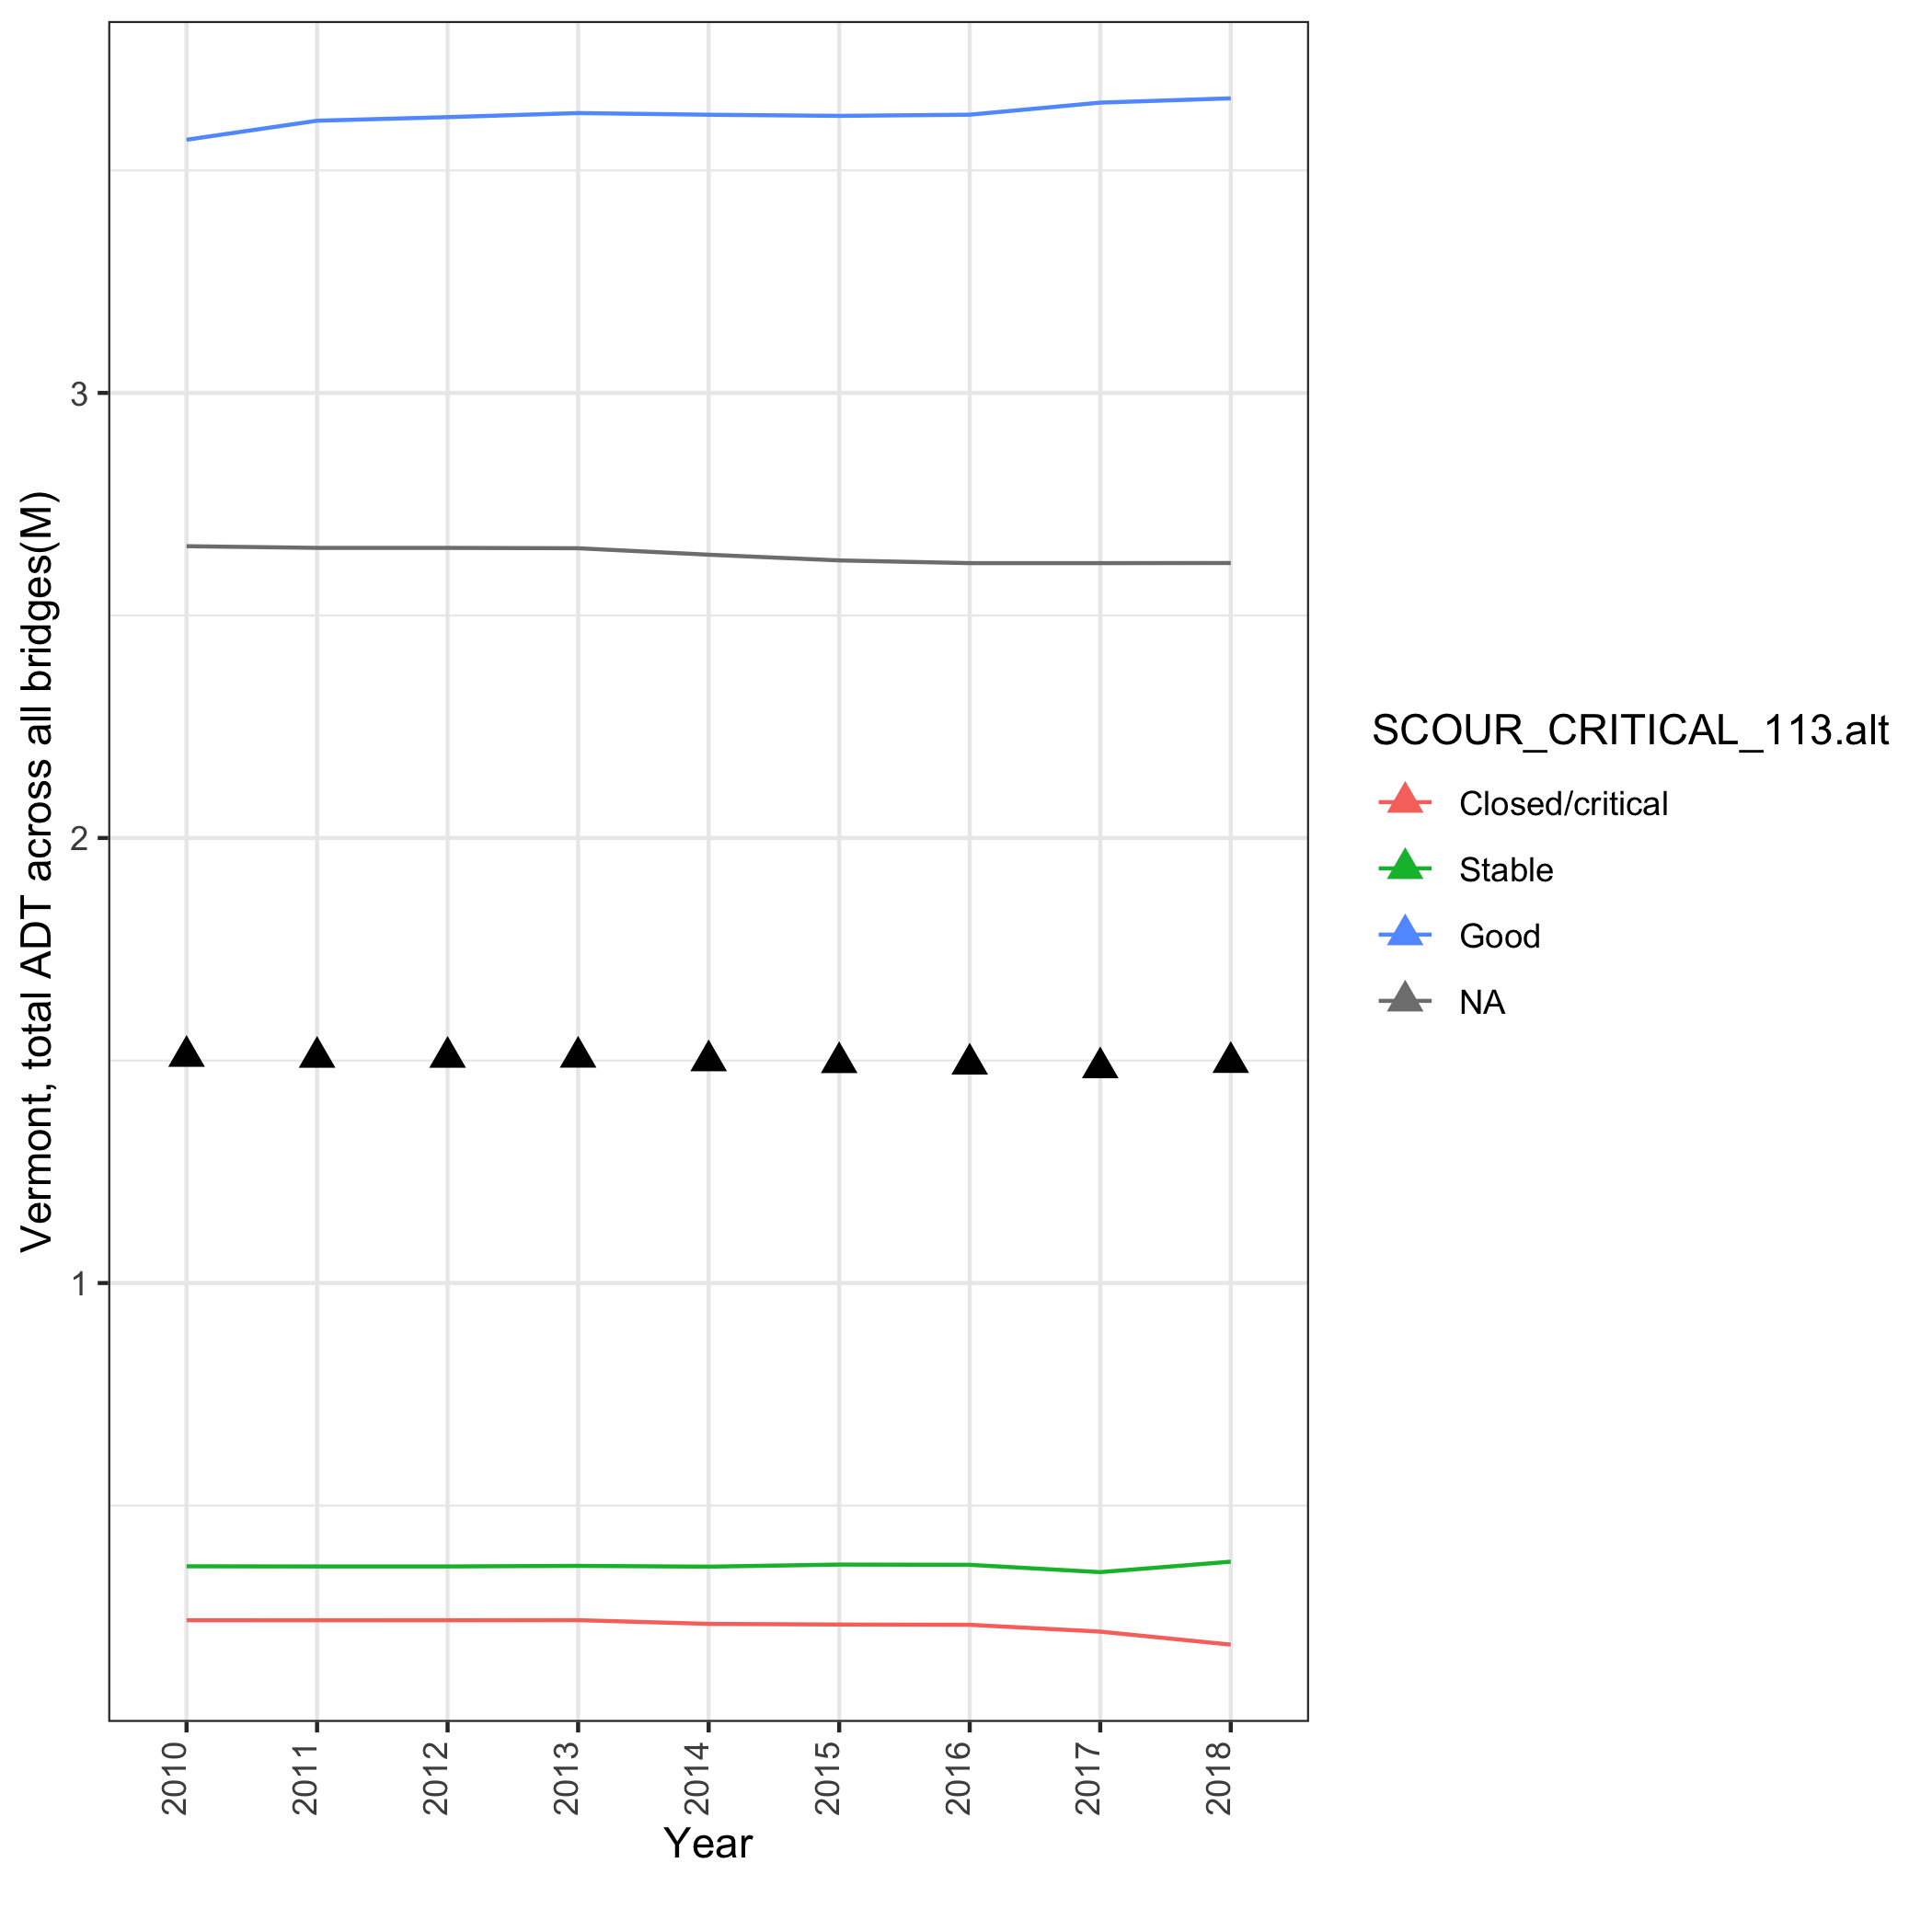 Vermont, total ADT across all bridges(M)
3
2
1
2010
2011
2012
2013
2014
2015
2016
2017
2018
Year
SCOUR_CRITICAL_113.alt
Closed/critical
Stable
Good
NA